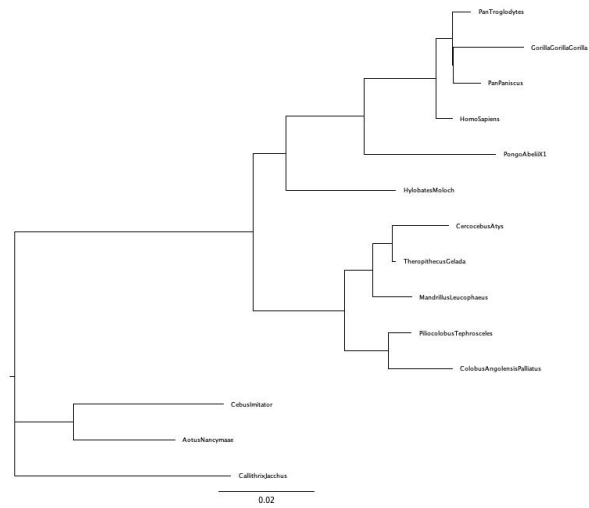 PanTroglodytes
GorillaGorillaGorilla
PanPaniscus
HomoSapiens
PongoAbeliiX1
HylobatesMoloch
CercocebusAtys
TheropithecusGelada
MandrillusLeucophaeus
PiliocolobusTephrosceles
ColobusAngolensisPalliatus
CebusImitator
AotusNancymaae
CallithrixJacchus
0.02